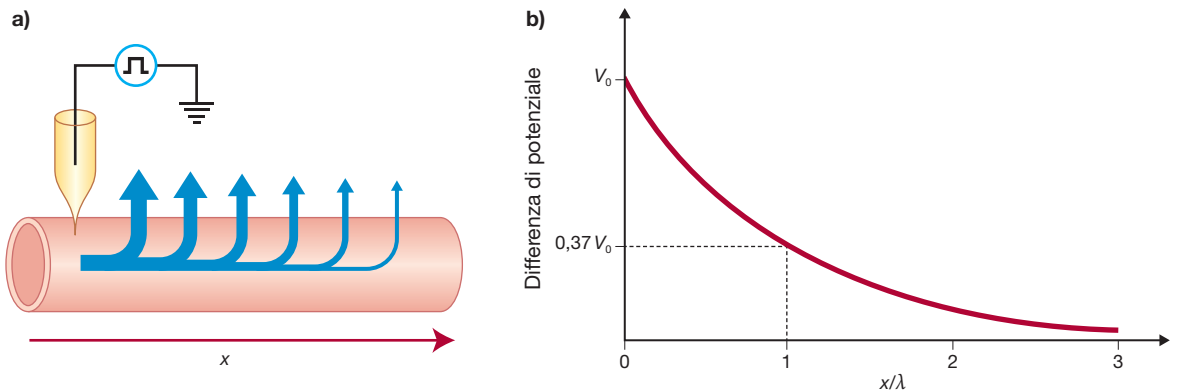 a)
x
b)
Differenza di potenziale
V₀
0,37 V₀
0
1
2
3
x/λ